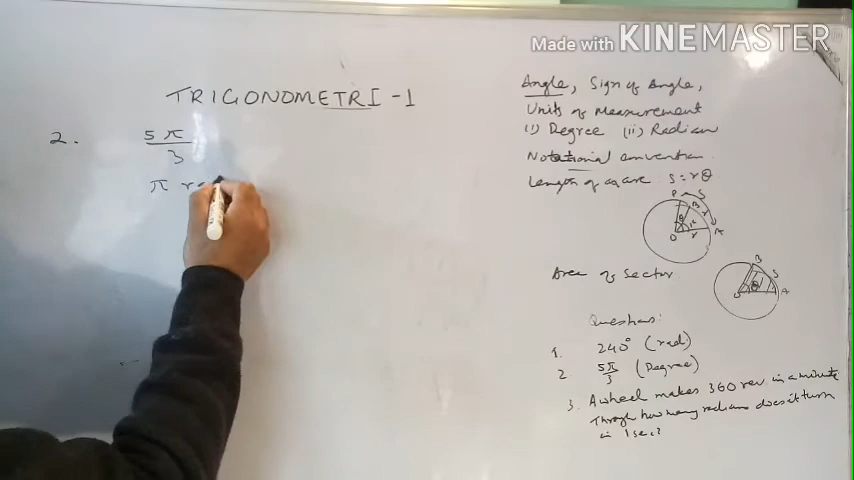 Made with KINEMASTER
TRIGONOMETRI-1
2. 5π/3
π ra
Angle, Sign of Angle,
Units of Measurement
(i) Degree (ii) Radian
Notational convention.
Length of an arc S = rθ
P S
B
θ
O r A
Area of Sector.
B
S
θ
O A
Questions:
1. 240° (rad)
2 5π/3 (Degree)
3. A wheel makes 360 rev. in a minute
Through how many radians does it turn
in 1 sec?